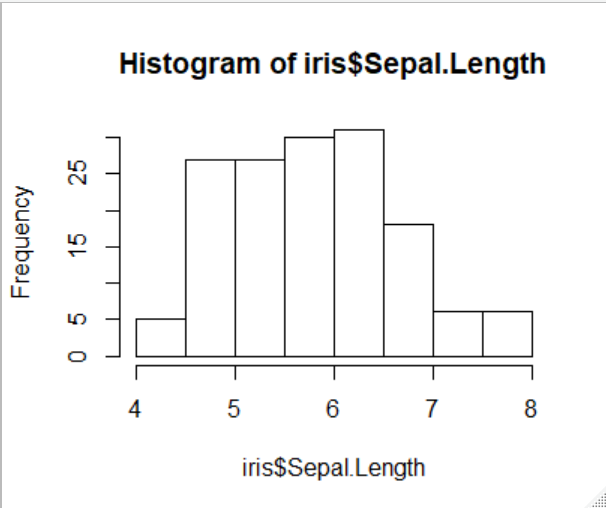 Histogram of iris$Sepal.Length
Frequency
25
15
5
0
4 5 6 7 8
iris$Sepal.Length